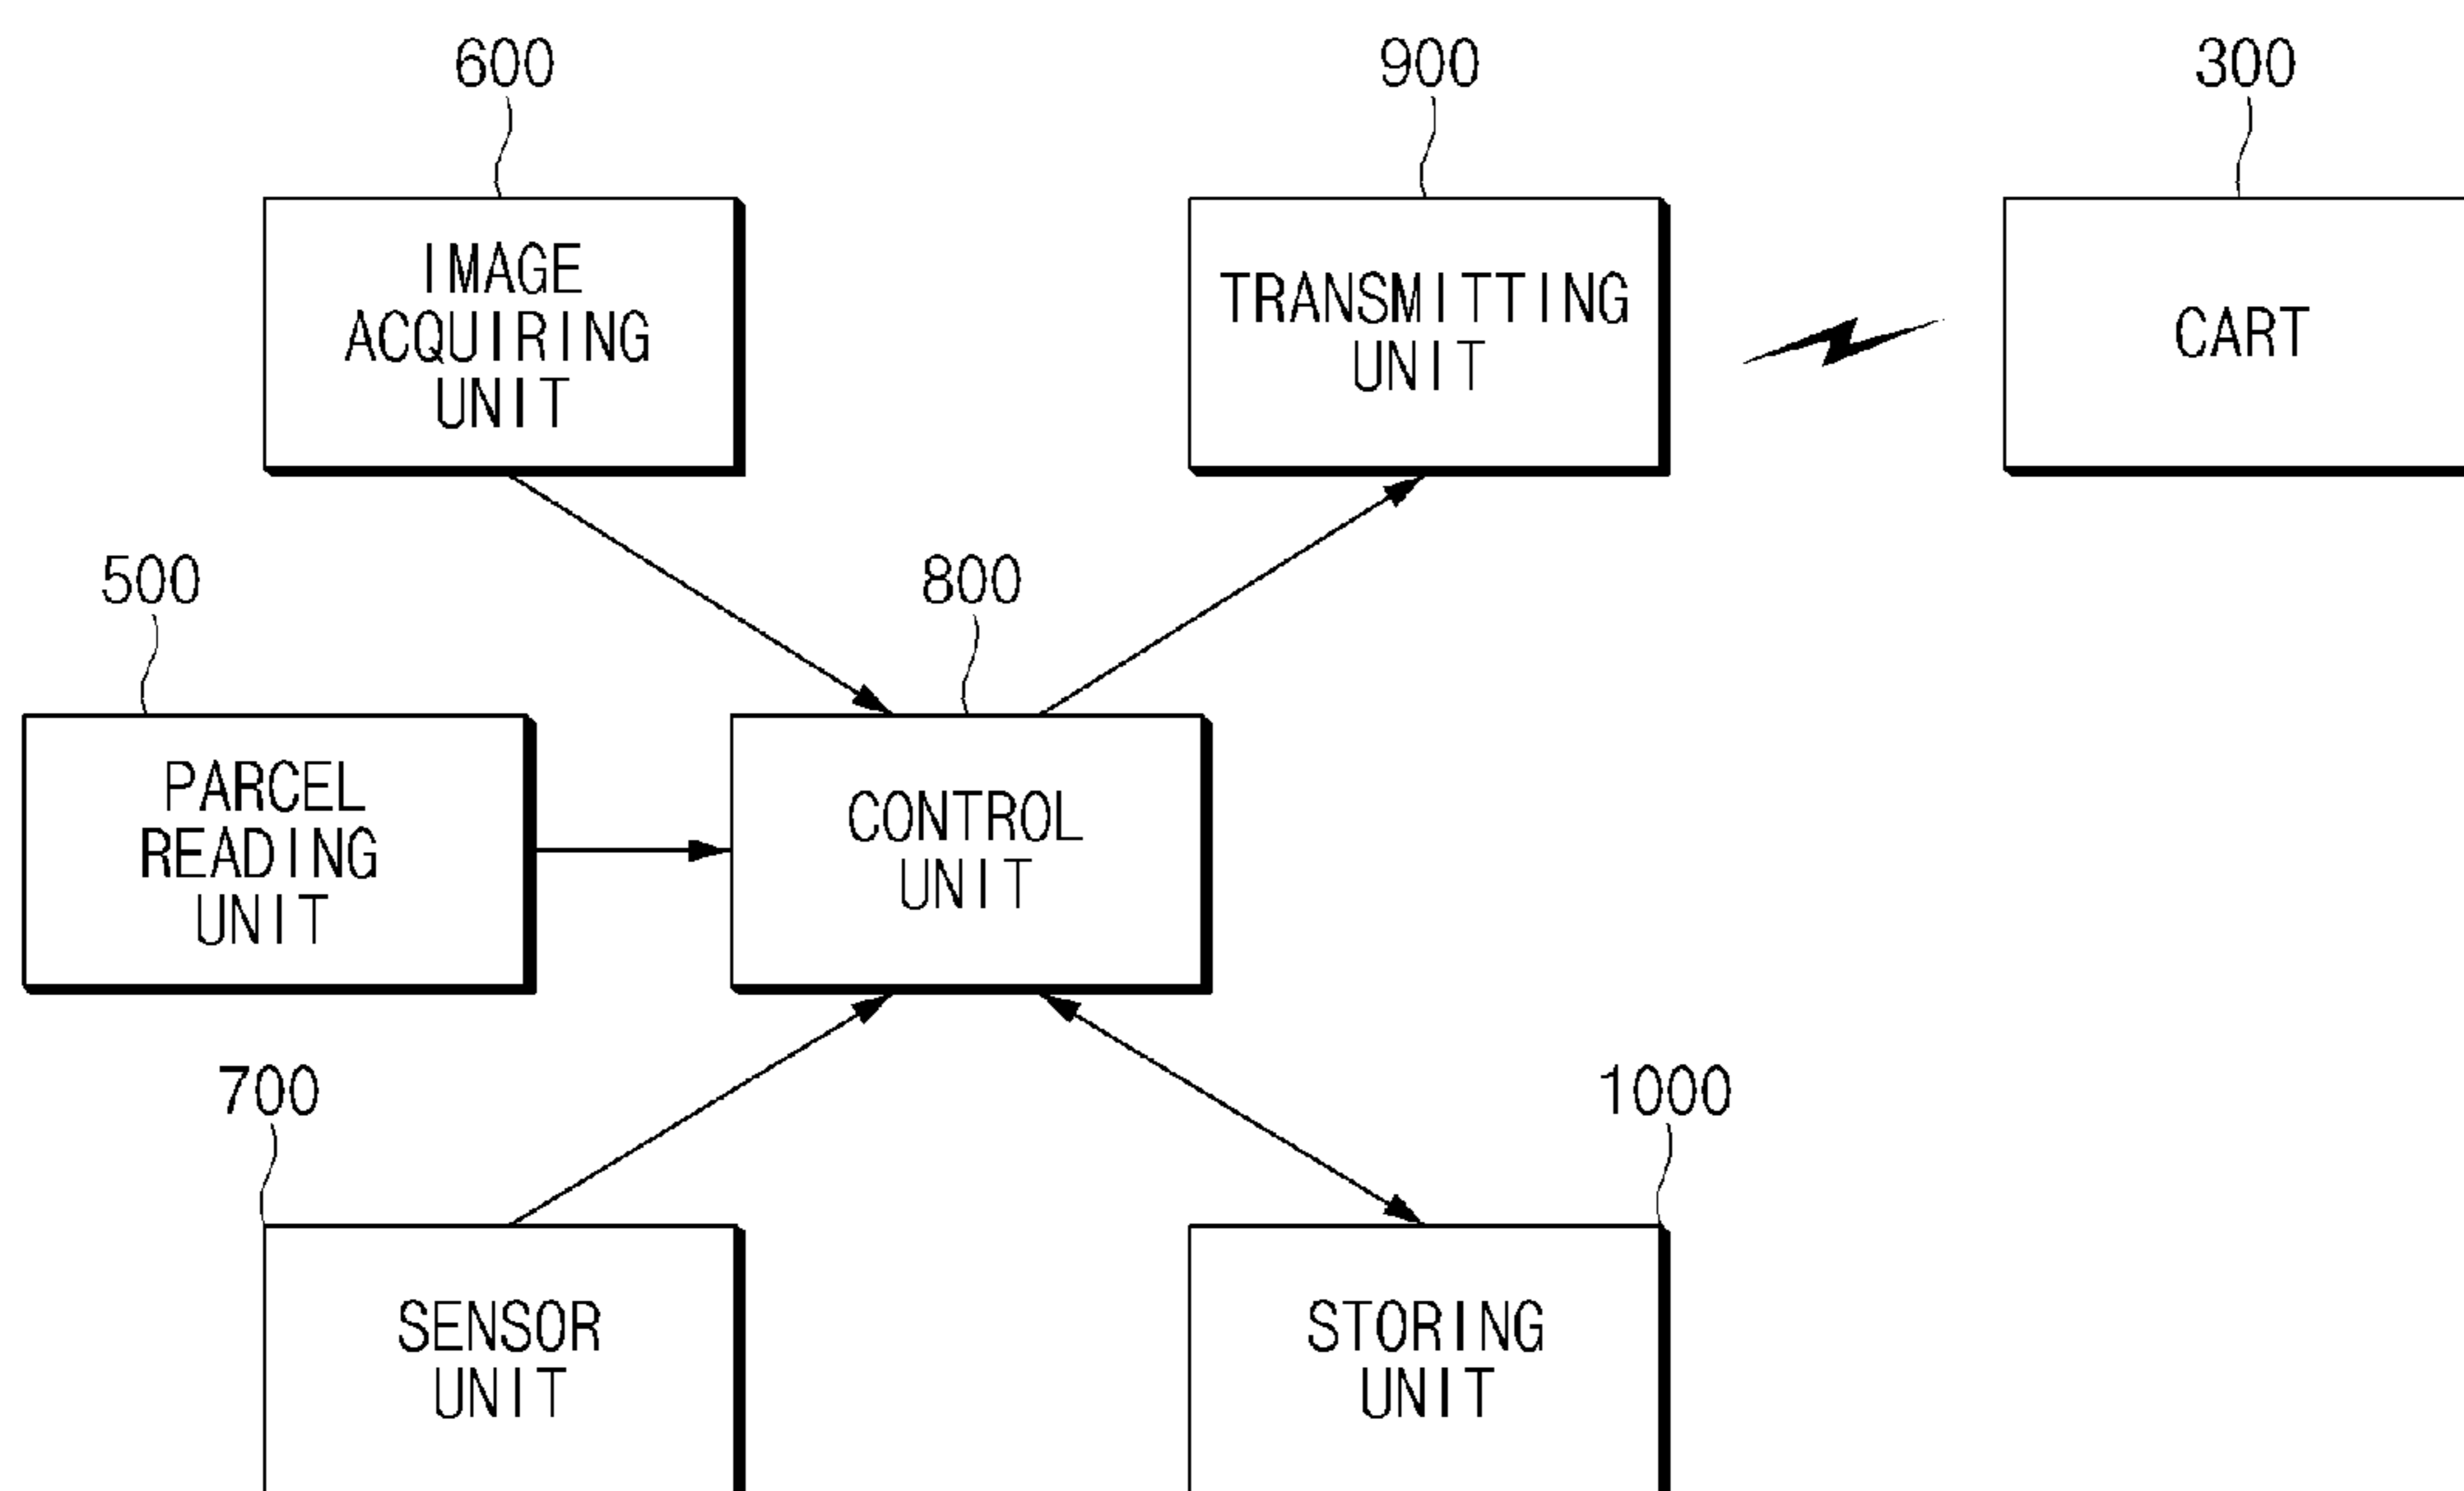 600
900
300
IMAGE
ACQUIRING
UNIT
TRANSMITTING
UNIT
CART
500
800
PARCEL
READING
UNIT
CONTROL
UNIT
700
1000
SENSOR
UNIT
STORING
UNIT